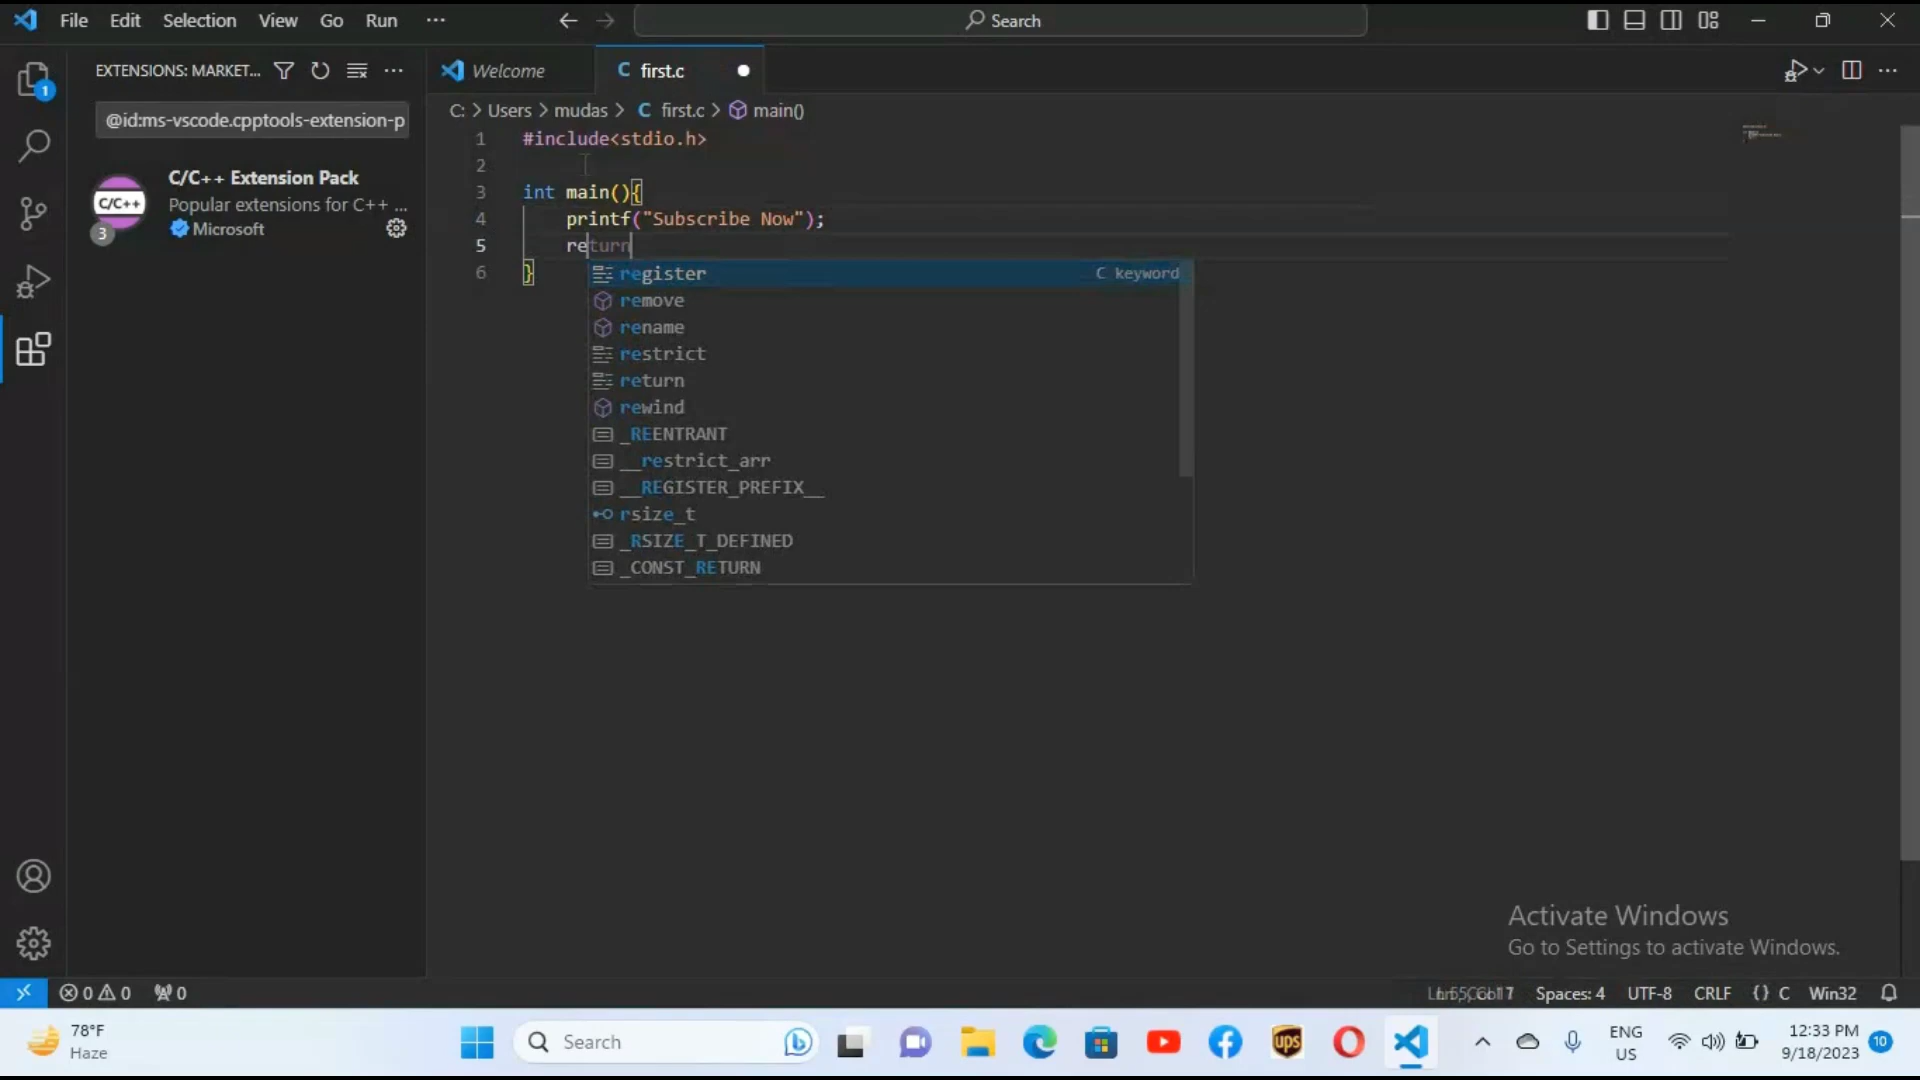 File Edit Selection View Go Run ··· Search
EXTENSIONS: MARKET... ···
Welcome
C first.c
@id:ms-vscode.cpptools-extension-p
C: > Users > mudas > C first.c > main()
C/C++
3
C/C++ Extension Pack
Popular extensions for C++ ...
Microsoft
1
1 #include<stdio.h>
2
3 int main(){
4 printf("Subscribe Now");
5 return
6 }
register C keyword
remove
rename
restrict
return
rewind
_REENTRANT
__restrict_arr
__REGISTER_PREFIX__
rsize_t
_RSIZE_T_DEFINED
_CONST_RETURN
Activate Windows
Go to Settings to activate Windows.
0 0 0
Spaces: 4 UTF-8 CRLF {} C Win32
78°F
Haze
Search
ups
ENG
US
12:33 PM
9/18/2023
10